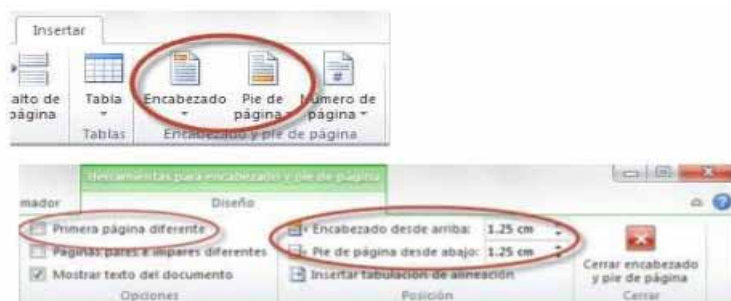 Insertar
alto de página
Tabla
Encabezado
Pie de página
Número de página
Tablas
Encabezado y pie de página
Herramientas para encabezado y pie de página
mador
Diseño
Primera página diferente
Páginas pares e impares diferentes
Mostrar texto del documento
Opciones
Encabezado desde arriba: 1.25 cm
Pie de página desde abajo: 1.25 cm
Insertar tabulación de alineación
Posición
Cerrar encabezado
y pie de página
Cerrar